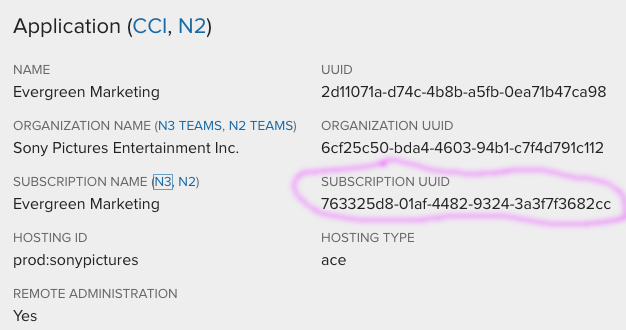 Application (CCI, N2)
NAME
Evergreen Marketing
UUID
2d11071a-d74c-4b8b-a5fb-0ea71b47ca98
ORGANIZATION NAME (N3 TEAMS, N2 TEAMS)
Sony Pictures Entertainment Inc.
ORGANIZATION UUID
6cf25c50-bda4-4603-94b1-c7f4d791c112
SUBSCRIPTION NAME (N3, N2)
Evergreen Marketing
SUBSCRIPTION UUID
763325d8-01af-4482-9324-3a3f7f3682cc
HOSTING ID
prod:sonypictures
HOSTING TYPE
ace
REMOTE ADMINISTRATION
Yes